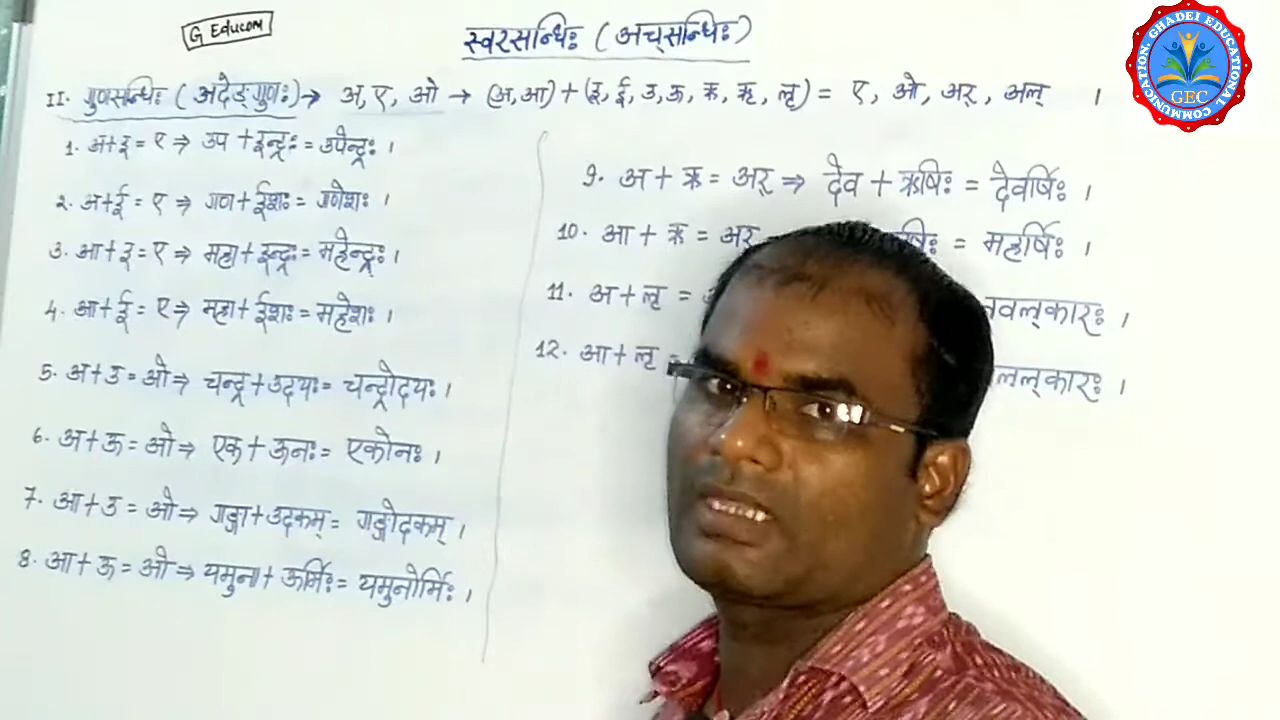 G Educom
स्वरसन्धिः (अच्सन्धिः)
II. गुणसन्धिः (अदेङ्गुणः) → अ, ए, ओ → (अ, आ) + (इ, ई, उ, ऊ, ऋ, ॠ, लृ) = ए, ओ, अर्, अल् ।
1. अ+इ = ए ⇒ उप + इन्द्रः = उपेन्द्रः ।
2. अ+ई = ए ⇒ गण + ईशः = गणेशः ।
3. आ+इ = ए ⇒ महा + इन्द्रः = महेन्द्रः ।
4. आ+ई = ए ⇒ महा + ईशः = महेशः ।
5. अ+उ = ओ ⇒ चन्द्र + उदयः = चन्द्रोदयः ।
6. अ+ऊ = ओ ⇒ एक + ऊनः = एकोनः ।
7. आ+उ = ओ ⇒ गङ्गा + उदकम् = गङ्गोदकम् ।
8. आ+ऊ = ओ ⇒ यमुना + ऊर्मिः = यमुनोर्मिः ।
9. अ + ऋ = अर् ⇒ देव + ऋषिः = देवर्षिः ।
10. आ + ऋ = अर् षिः = महर्षिः ।
11. अ + लृ = वल्कारः ।
12. आ + लृ = लल्कारः ।
GHADEI EDUCATIONAL COMMUNICATION.
GEC